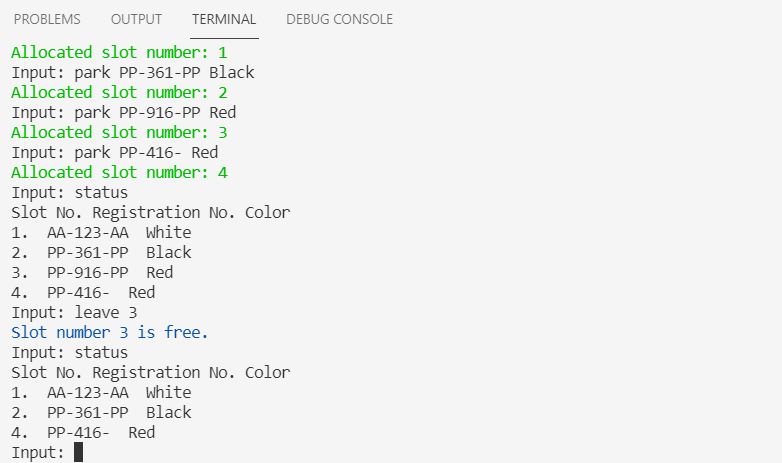 PROBLEMS OUTPUT TERMINAL DEBUG CONSOLE
Allocated slot number: 1
Input: park PP-361-PP Black
Allocated slot number: 2
Input: park PP-916-PP Red
Allocated slot number: 3
Input: park PP-416- Red
Allocated slot number: 4
Input: status
Slot No. Registration No. Color
1.  AA-123-AA  White
2.  PP-361-PP  Black
3.  PP-916-PP  Red
4.  PP-416-  Red
Input: leave 3
Slot number 3 is free.
Input: status
Slot No. Registration No. Color
1.  AA-123-AA  White
2.  PP-361-PP  Black
4.  PP-416-  Red
Input: